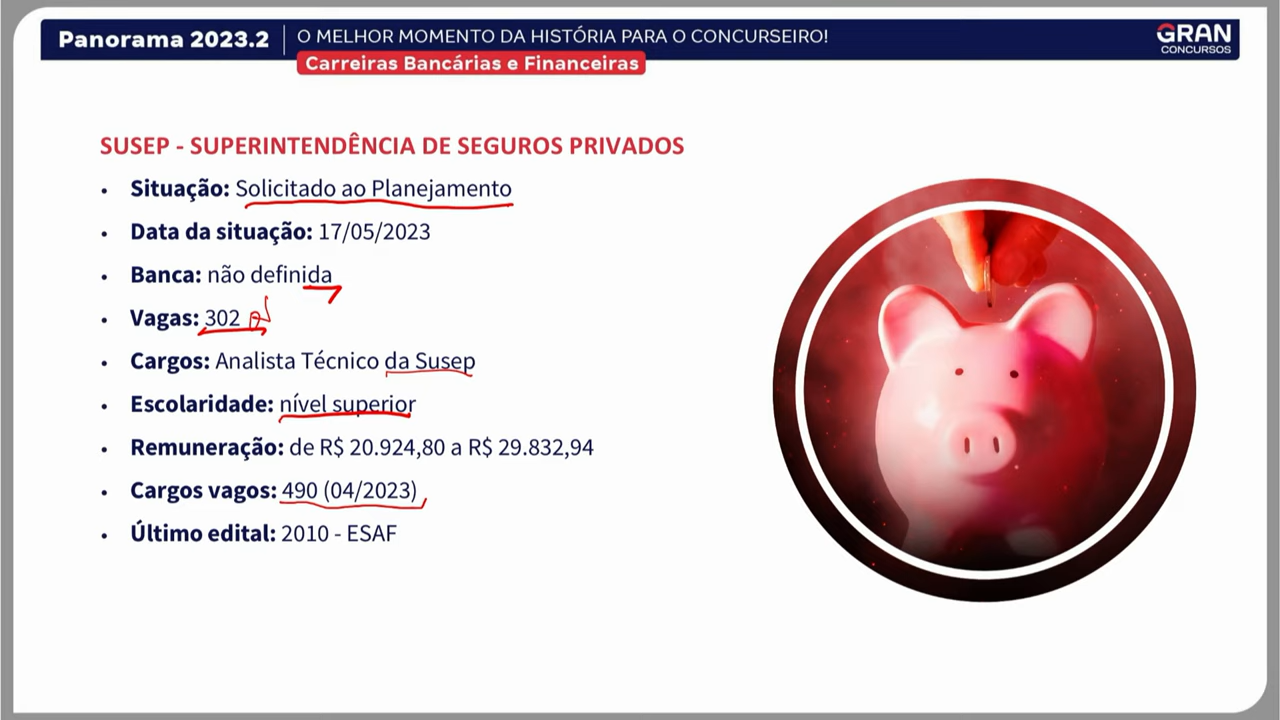 Panorama 2023.2
O MELHOR MOMENTO DA HISTÓRIA PARA O CONCURSEIRO!
Carreiras Bancárias e Financeiras
GRAN
CONCURSOS
SUSEP - SUPERINTENDÊNCIA DE SEGUROS PRIVADOS
• Situação: Solicitado ao Planejamento
• Data da situação: 17/05/2023
• Banca: não definida
• Vagas: 302
• Cargos: Analista Técnico da Susep
• Escolaridade: nível superior
• Remuneração: de R$ 20.924,80 a R$ 29.832,94
• Cargos vagos: 490 (04/2023)
• Último edital: 2010 - ESAF